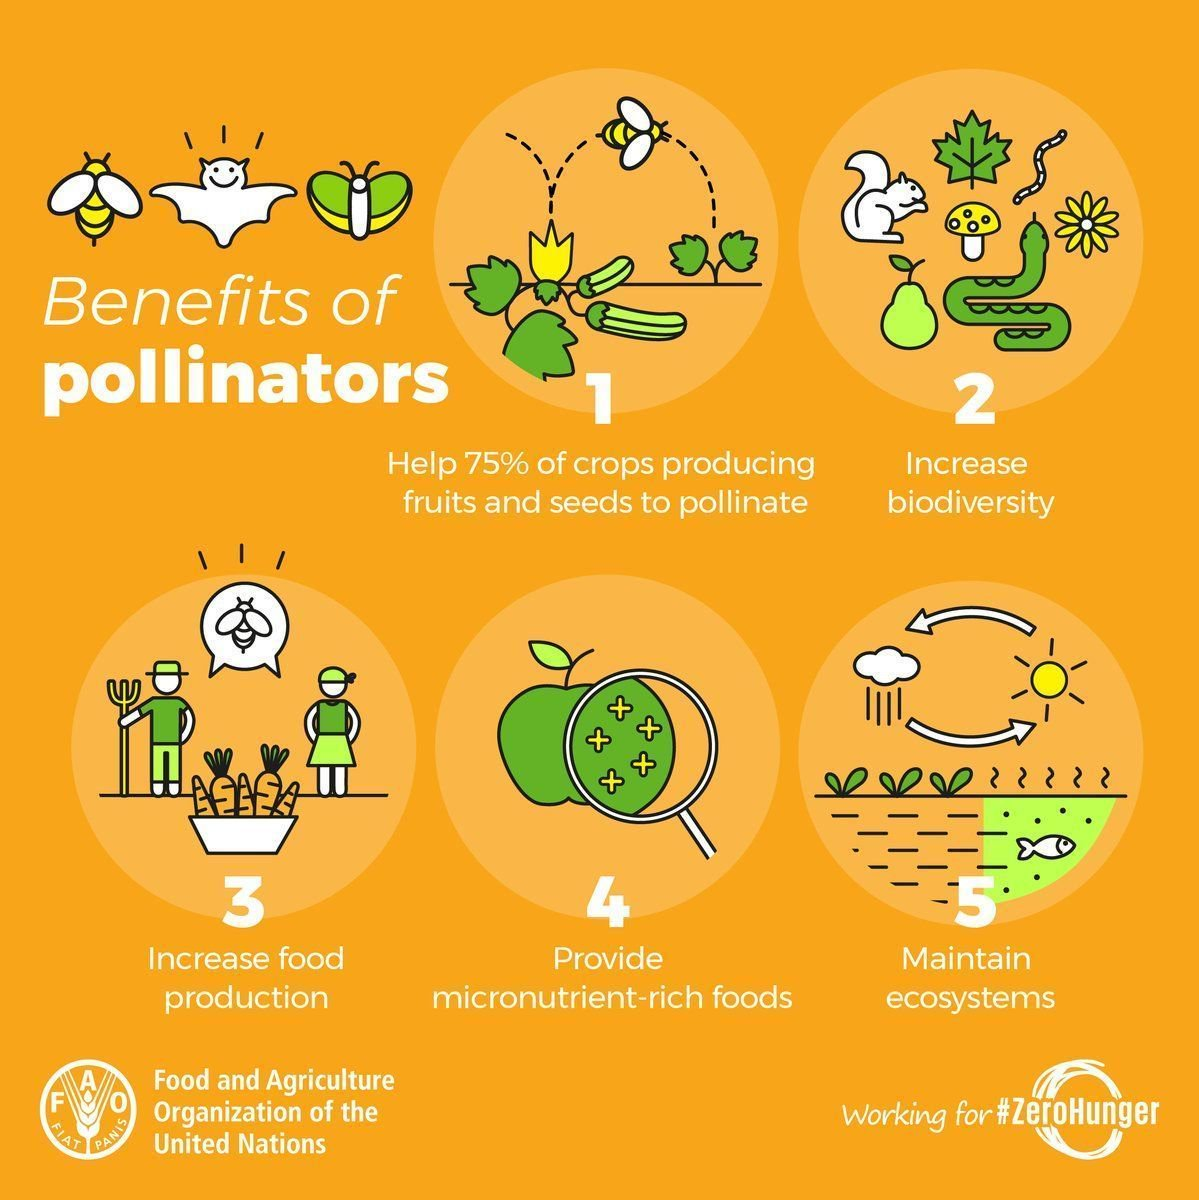 Benefits of
pollinators
1
Help 75% of crops producing
fruits and seeds to pollinate
2
Increase
biodiversity
3
Increase food
production
4
Provide
micronutrient-rich foods
5
Maintain
ecosystems
F A O
FIAT PANIS
Food and Agriculture
Organization of the
United Nations
Working for #ZeroHunger